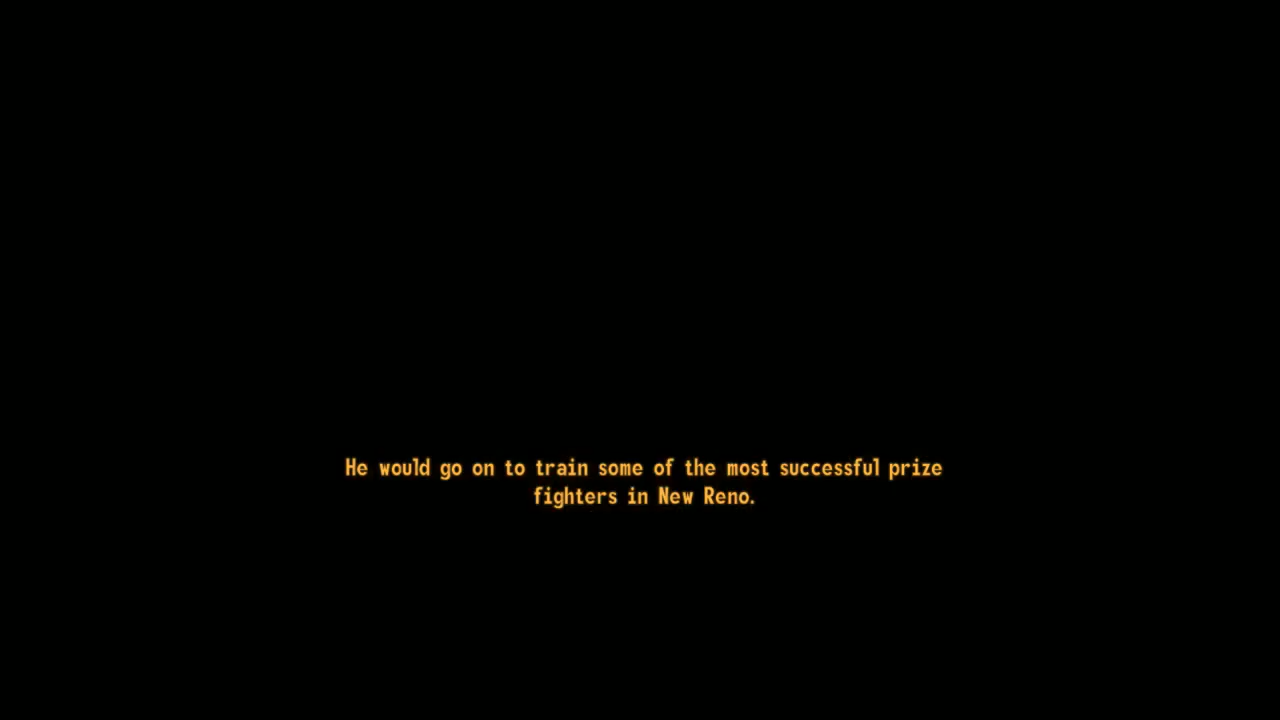 He would go on to train some of the most successful prize
fighters in New Reno.